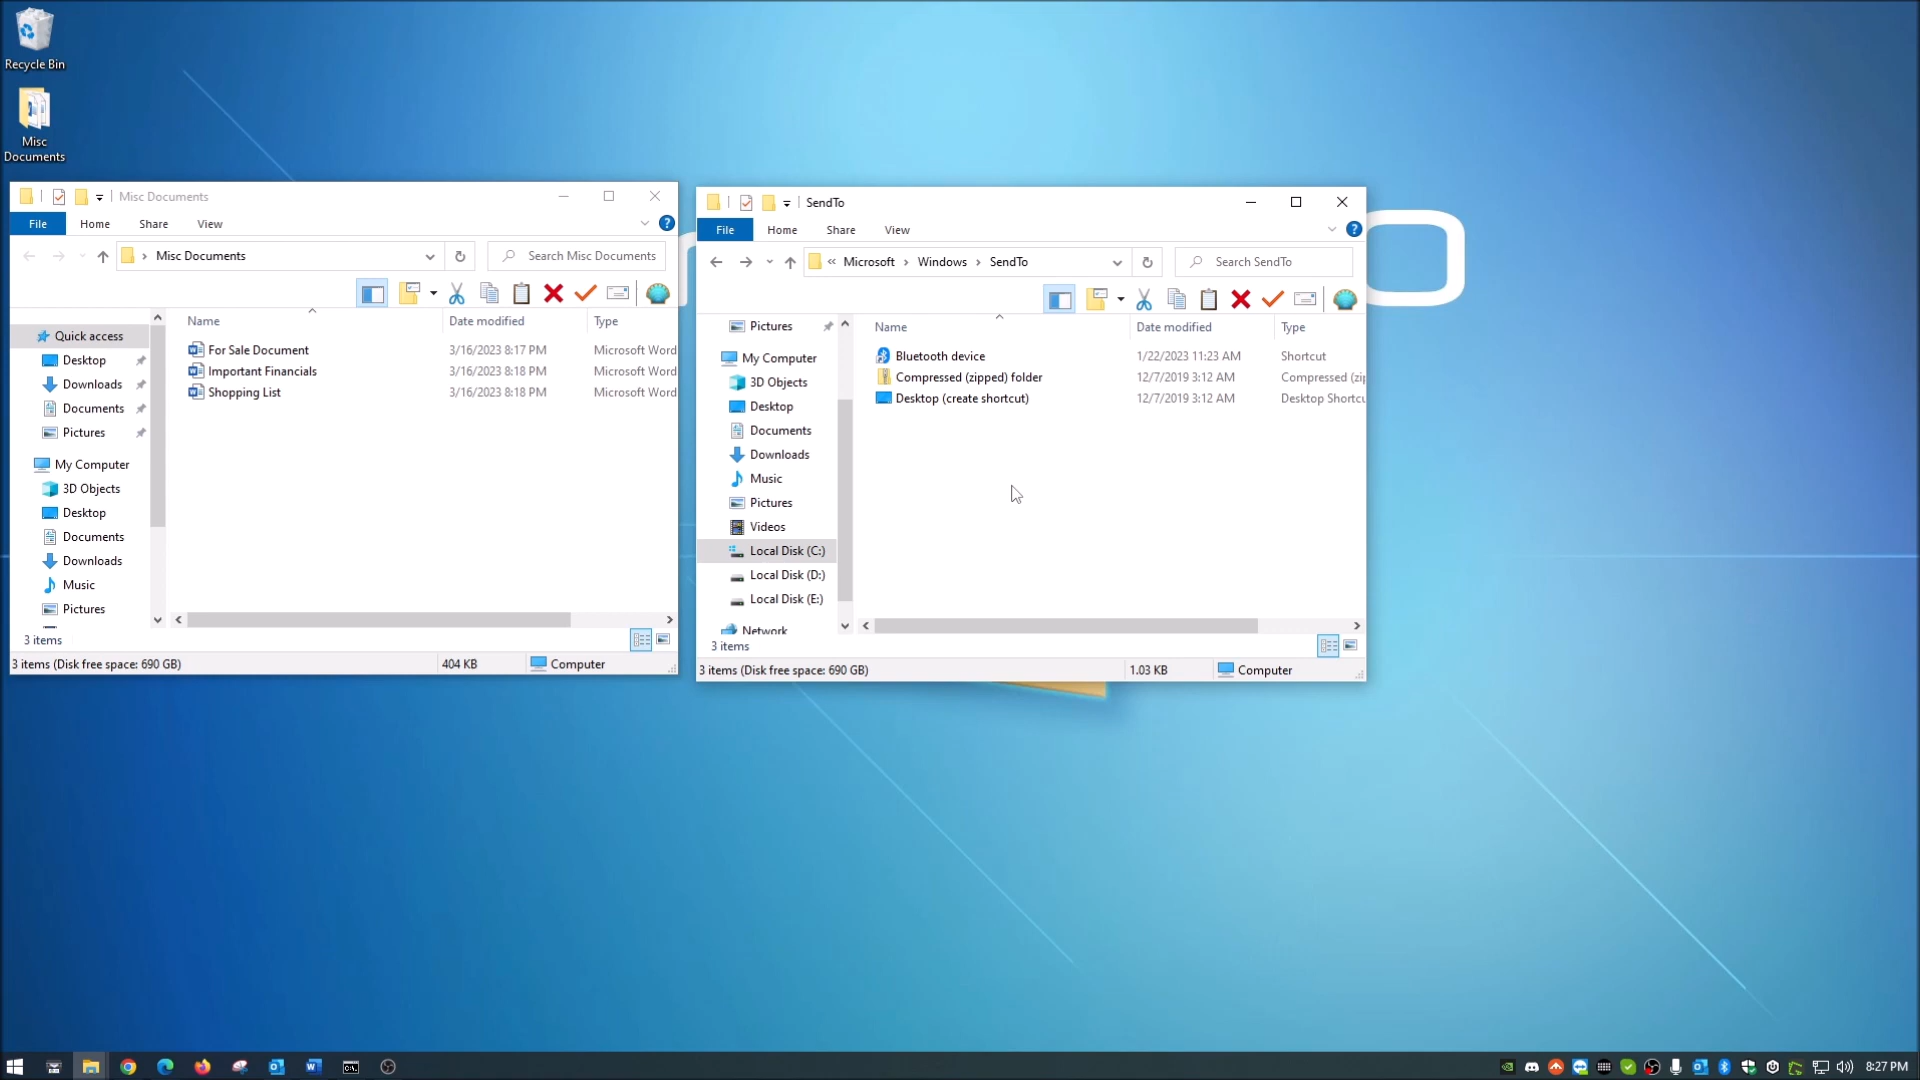 Recycle Bin
Misc
Documents
Misc Documents
File Home Share View
Misc Documents
Search Misc Documents
Name Date modified Type
Quick access
Desktop
Downloads
Documents
Pictures
My Computer
3D Objects
Desktop
Documents
Downloads
Music
Pictures
For Sale Document 3/16/2023 8:17 PM Microsoft Word
Important Financials 3/16/2023 8:18 PM Microsoft Word
Shopping List 3/16/2023 8:18 PM Microsoft Word
3 items
3 items (Disk free space: 690 GB) 404 KB Computer
SendTo
File Home Share View
« Microsoft > Windows > SendTo
Search SendTo
Name Date modified Type
Pictures
My Computer
3D Objects
Desktop
Documents
Downloads
Music
Pictures
Videos
Local Disk (C:)
Local Disk (D:)
Local Disk (E:)
Network
Bluetooth device 1/22/2023 11:23 AM Shortcut
Compressed (zipped) folder 12/7/2019 3:12 AM Compressed (zip
Desktop (create shortcut) 12/7/2019 3:12 AM Desktop Shortcu
3 items
3 items (Disk free space: 690 GB) 1.03 KB Computer
8:27 PM